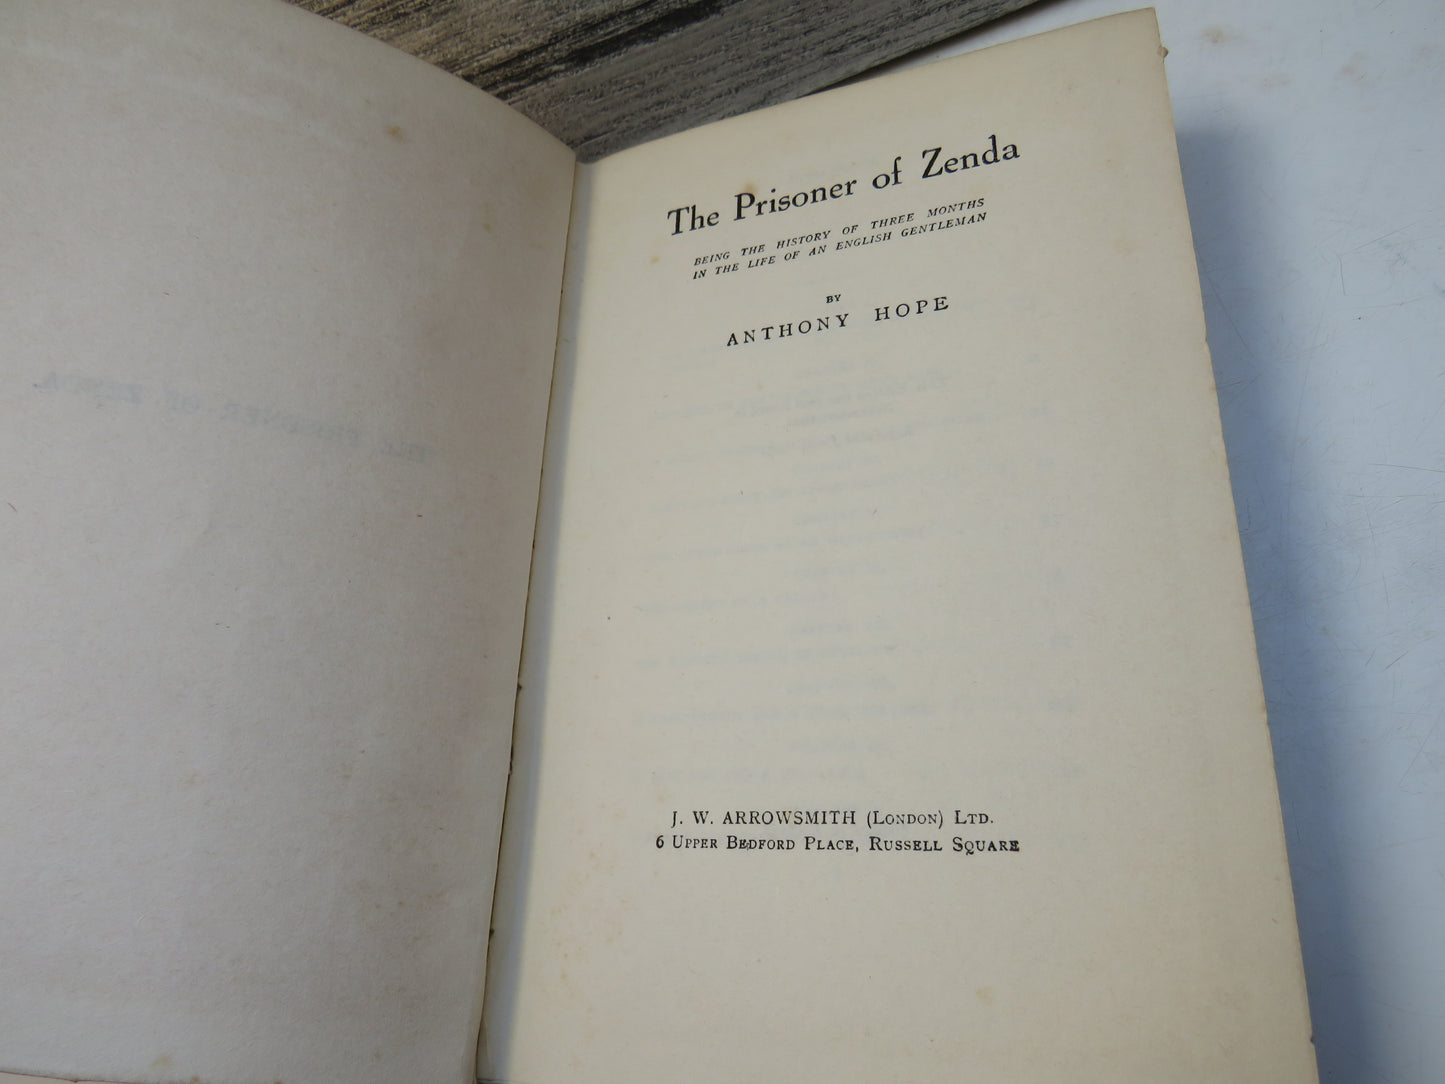 The Prisoner of Zenda
BEING THE HISTORY OF THREE MONTHS
IN THE LIFE OF AN ENGLISH GENTLEMAN
BY
ANTHONY HOPE
J. W. ARROWSMITH (LONDON) LTD.
6 UPPER BEDFORD PLACE, RUSSELL SQUARE